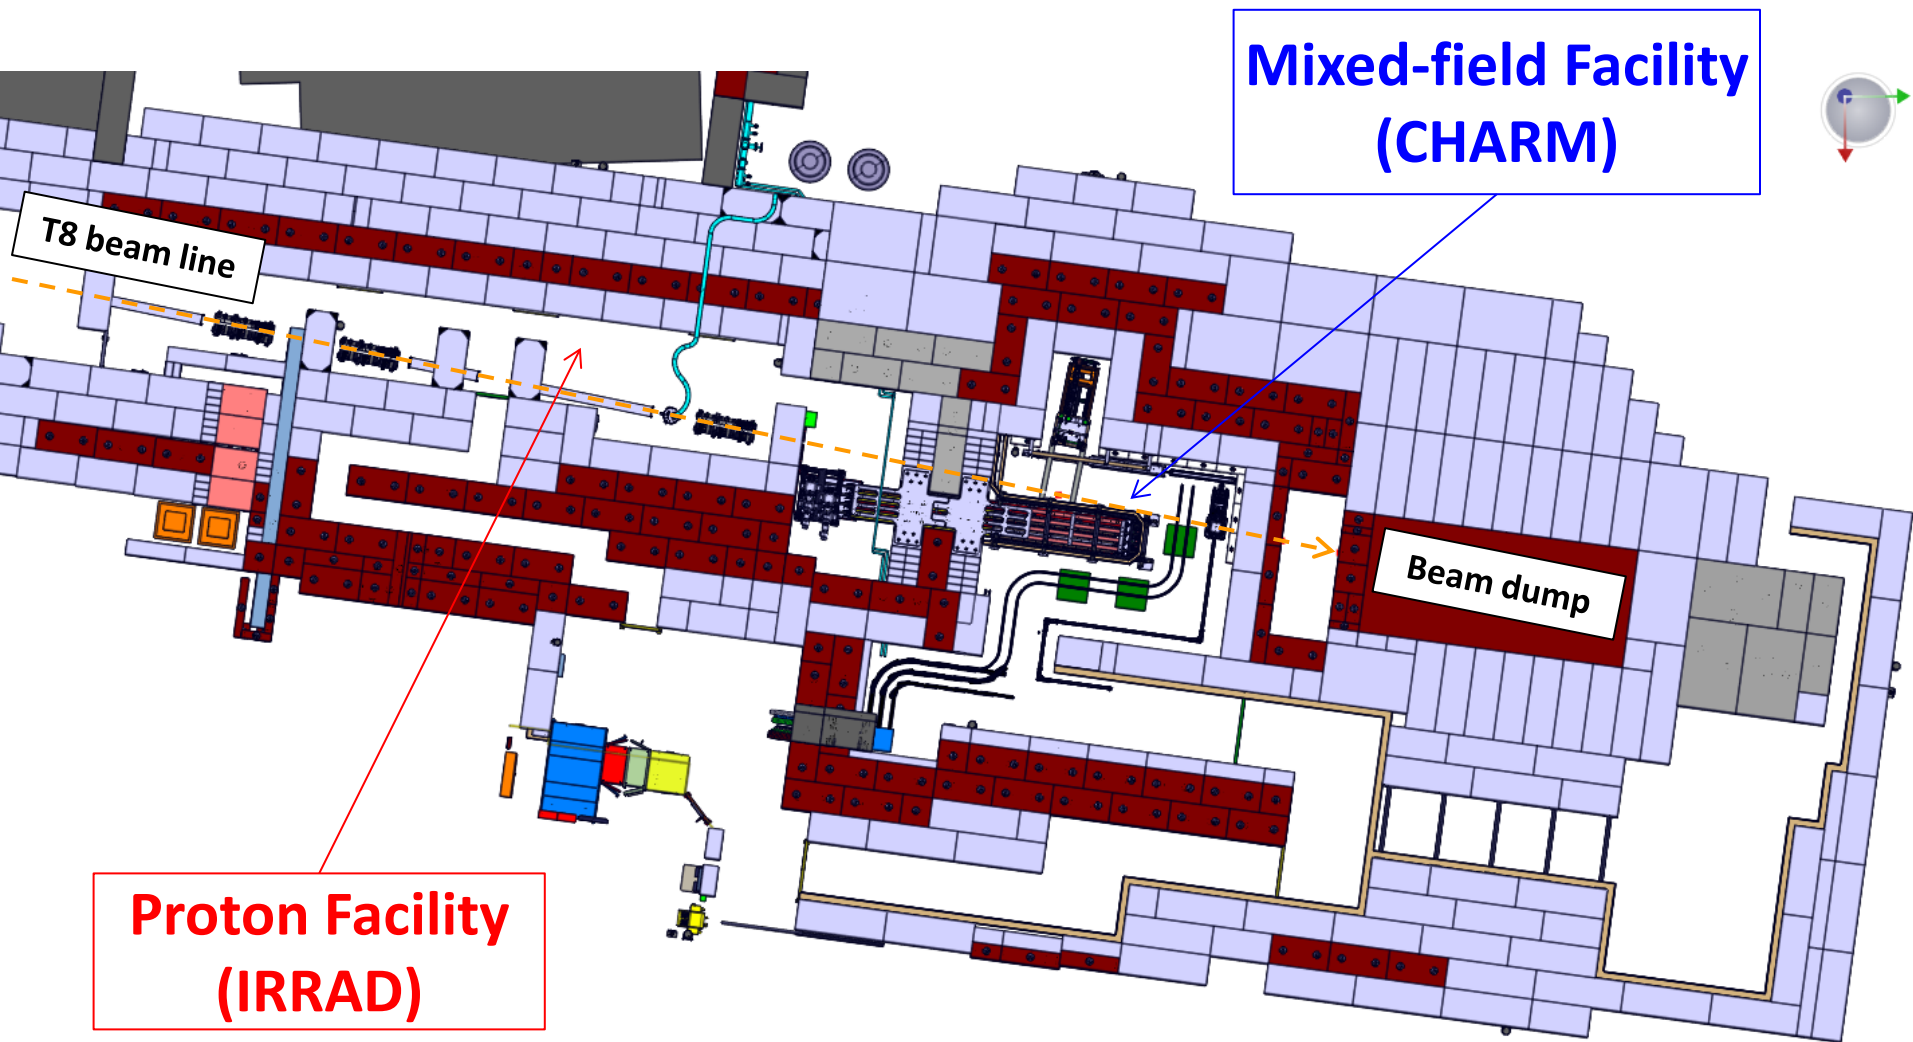 Mixed-field Facility
(CHARM)
T8 beam line
Beam dump
Proton Facility
(IRRAD)